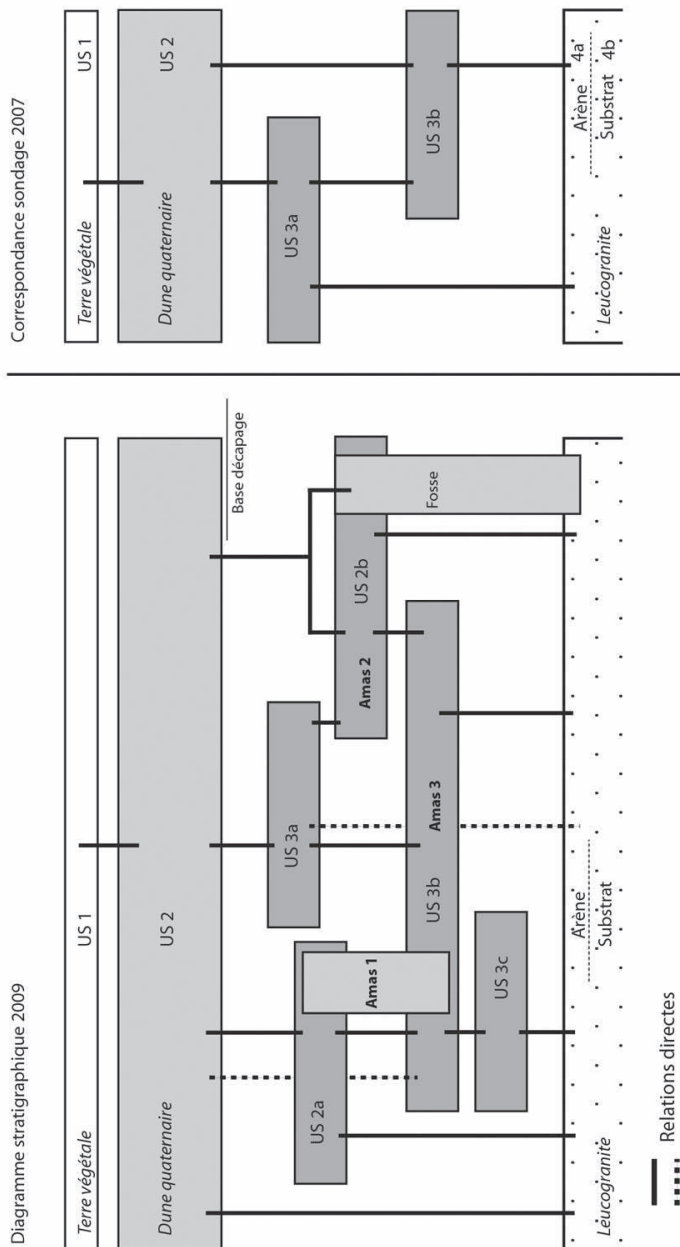 Diagramme stratigraphique 2009
Terre végétale US 1
Dune quaternaire US 2
Base décapage
US 2a
Amas 1
US 3a
Amas 2 US 2b
Fosse
US 3b Amas 3
US 3c
Leucogranite
Arène
Substrat
Relations directes
Correspondance sondage 2007
Terre végétale US 1
Dune quaternaire US 2
US 3a
US 3b
Leucogranite
Arène 4a
Substrat 4b